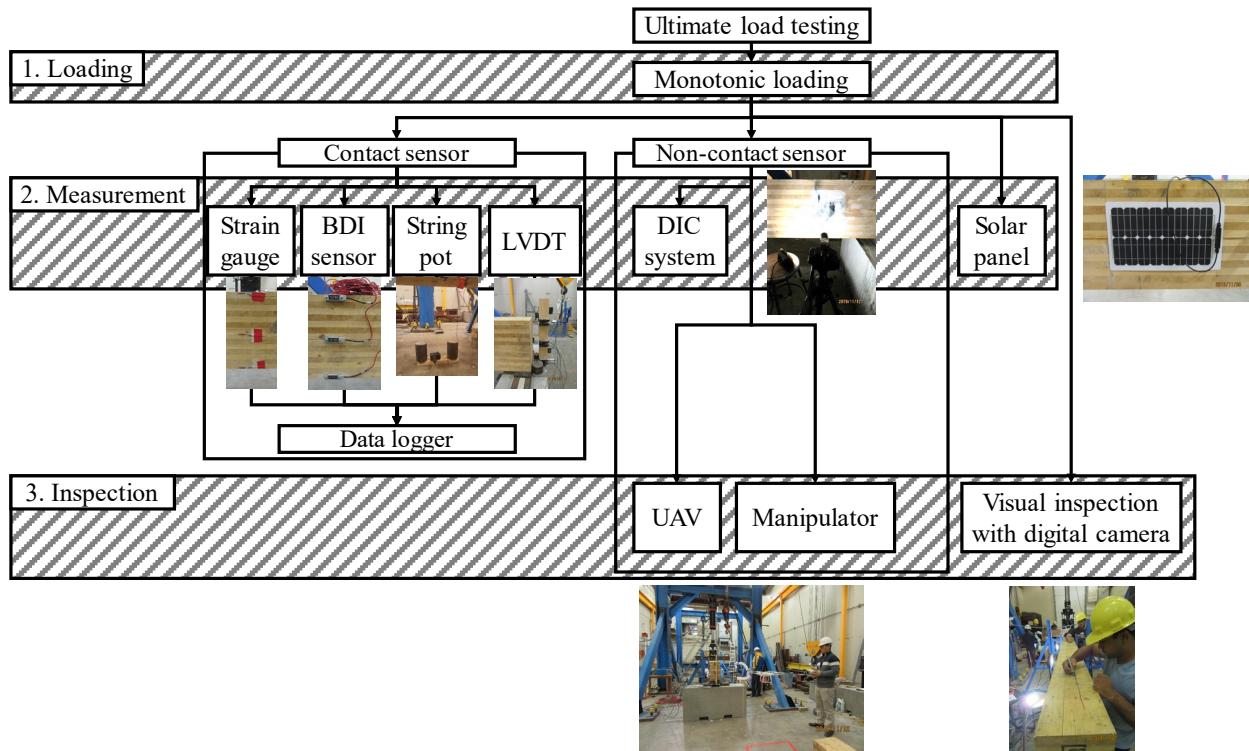 Ultimate load testing
1. Loading
Monotonic loading
Contact sensor
Non-contact sensor
2. Measurement
Strain
gauge
BDI
sensor
String
pot
LVDT
DIC
system
Solar
panel
Data logger
3. Inspection
UAV
Manipulator
Visual inspection
with digital camera